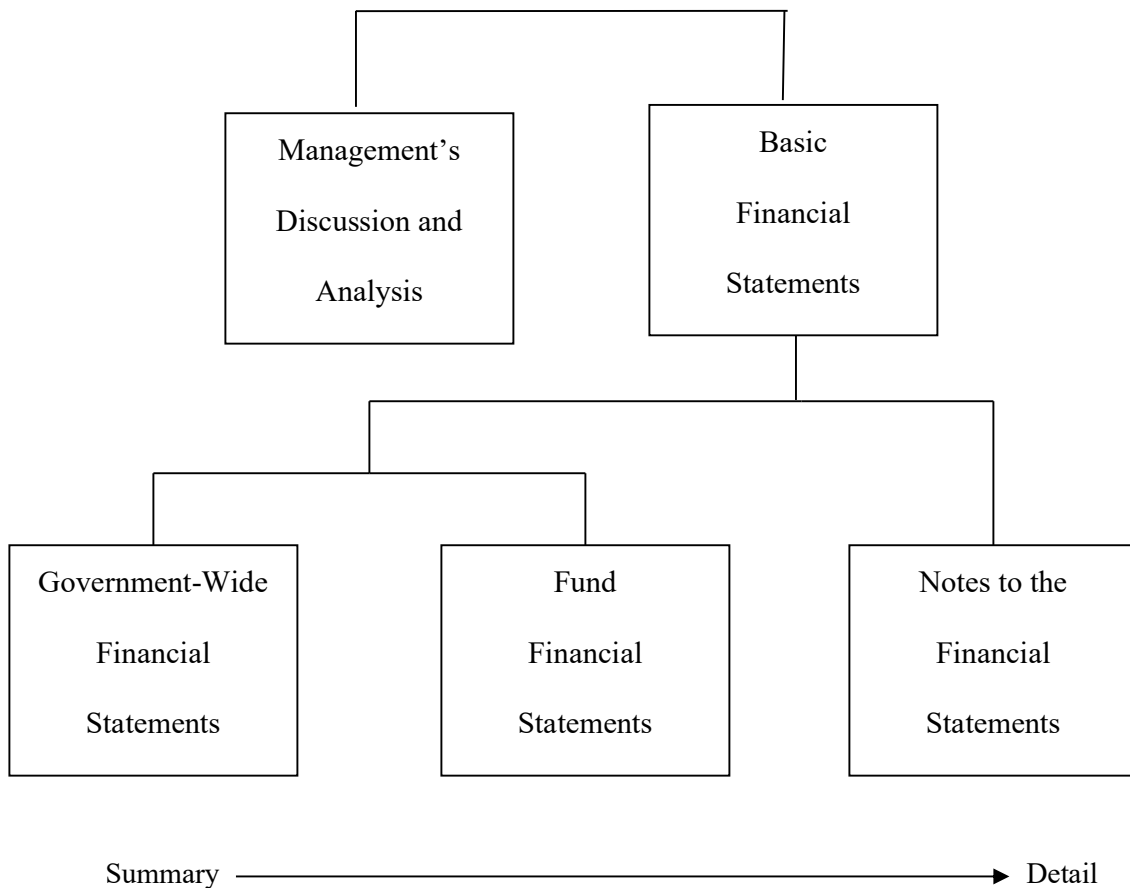 Management’s
Discussion and
Analysis
Basic
Financial
Statements
Government-Wide
Financial
Statements
Fund
Financial
Statements
Notes to the
Financial
Statements
Summary
Detail